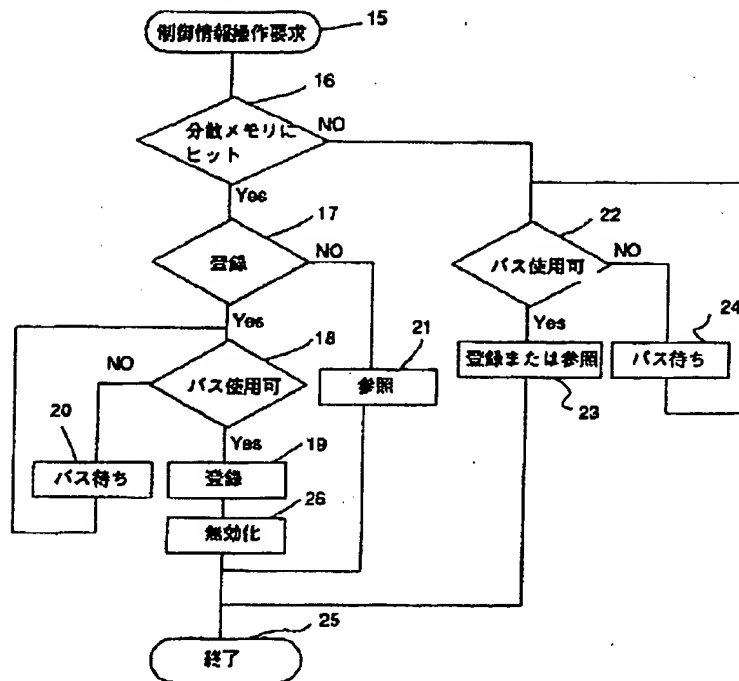 制御情報操作要求
15
16
分散メモリに
ヒット
NO
Yes
17
登録
NO
Yes
22
バス使用可
NO
Yes
18
バス使用可
NO
Yes
21
参照
登録または参照
23
24
バス待ち
20
バス待ち
19
登録
26
無効化
25
終了